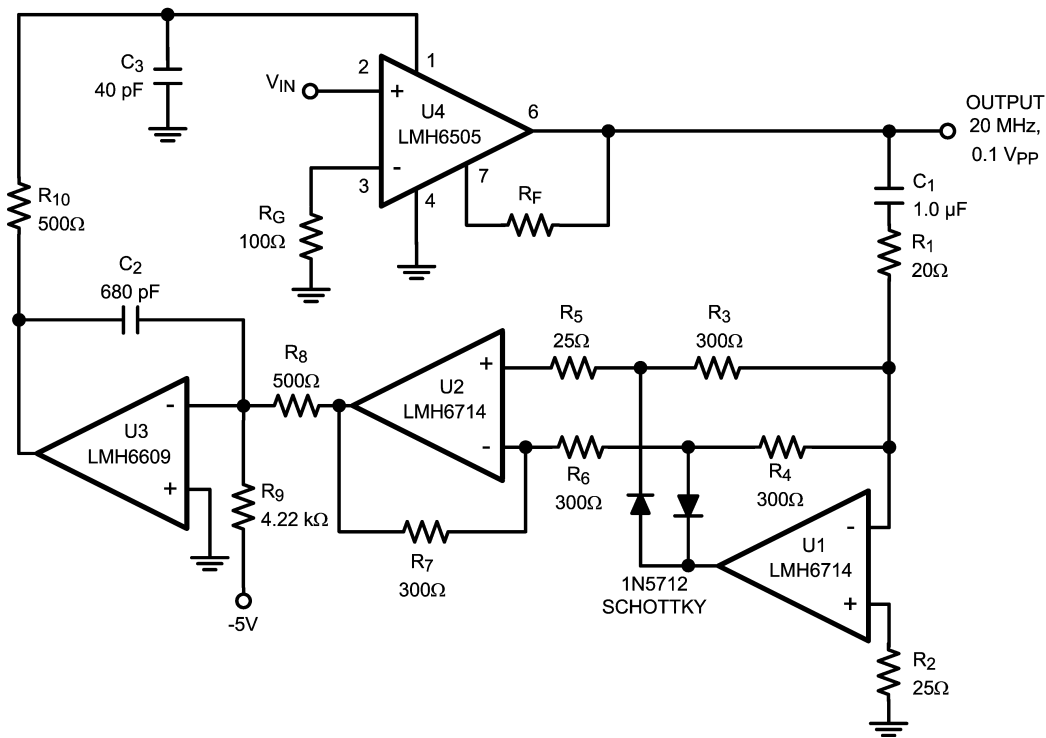 C3
40 pF
VIN
2
1
+
U4
LMH6505
6
-
3
7
4
RF
RG
100Ω
OUTPUT
20 MHz,
0.1 VPP
C1
1.0 µF
R1
20Ω
R10
500Ω
C2
680 pF
R3
300Ω
R5
25Ω
R8
500Ω
+
U2
LMH6714
-
R6
300Ω
R4
300Ω
-
U3
LMH6609
+
R9
4.22 kΩ
-5V
R7
300Ω
1N5712
SCHOTTKY
-
U1
LMH6714
+
R2
25Ω